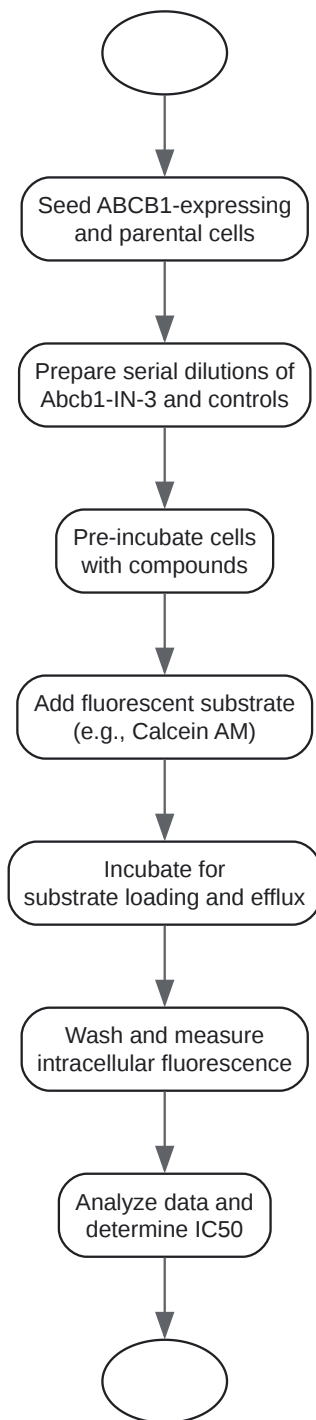 Seed ABCB1-expressing
and parental cells
Prepare serial dilutions of
Abcb1-IN-3 and controls
Pre-incubate cells
with compounds
Add fluorescent substrate
(e.g., Calcein AM)
Incubate for
substrate loading and efflux
Wash and measure
intracellular fluorescence
Analyze data and
determine IC50